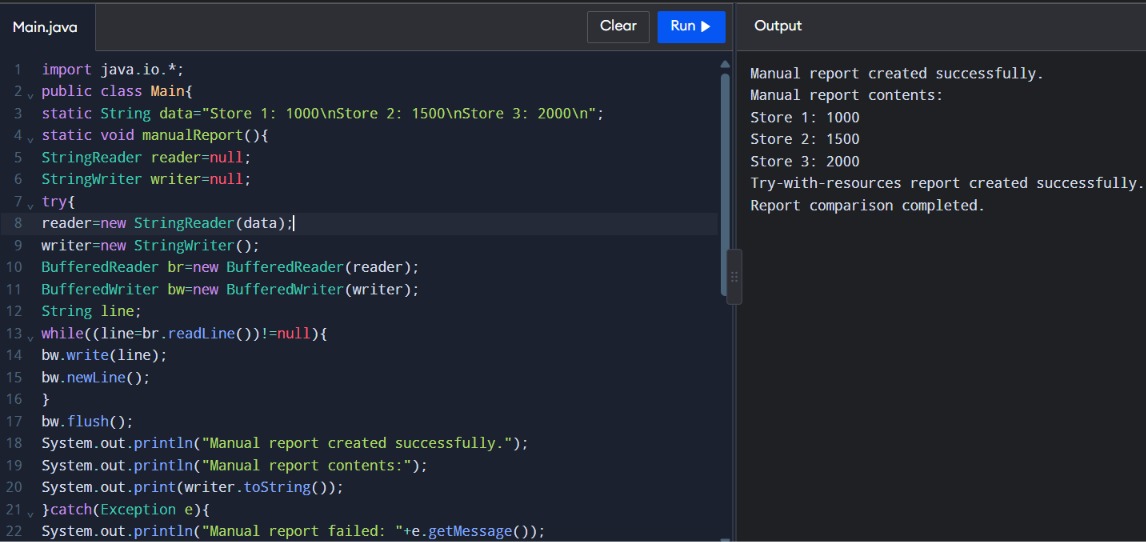 Main.java
Clear
Run
Output
1 import java.io.*;
2 public class Main{
3 static String data="Store 1: 1000\nStore 2: 1500\nStore 3: 2000\n";
4 static void manualReport(){
5 StringReader reader=null;
6 StringWriter writer=null;
7 try{
8 reader=new StringReader(data);
9 writer=new StringWriter();
10 BufferedReader br=new BufferedReader(reader);
11 BufferedWriter bw=new BufferedWriter(writer);
12 String line;
13 while((line=br.readLine())!=null){
14 bw.write(line);
15 bw.newLine();
16 }
17 bw.flush();
18 System.out.println("Manual report created successfully.");
19 System.out.println("Manual report contents:");
20 System.out.print(writer.toString());
21 }catch(Exception e){
22 System.out.println("Manual report failed: "+e.getMessage());
Manual report created successfully.
Manual report contents:
Store 1: 1000
Store 2: 1500
Store 3: 2000
Try-with-resources report created successfully.
Report comparison completed.